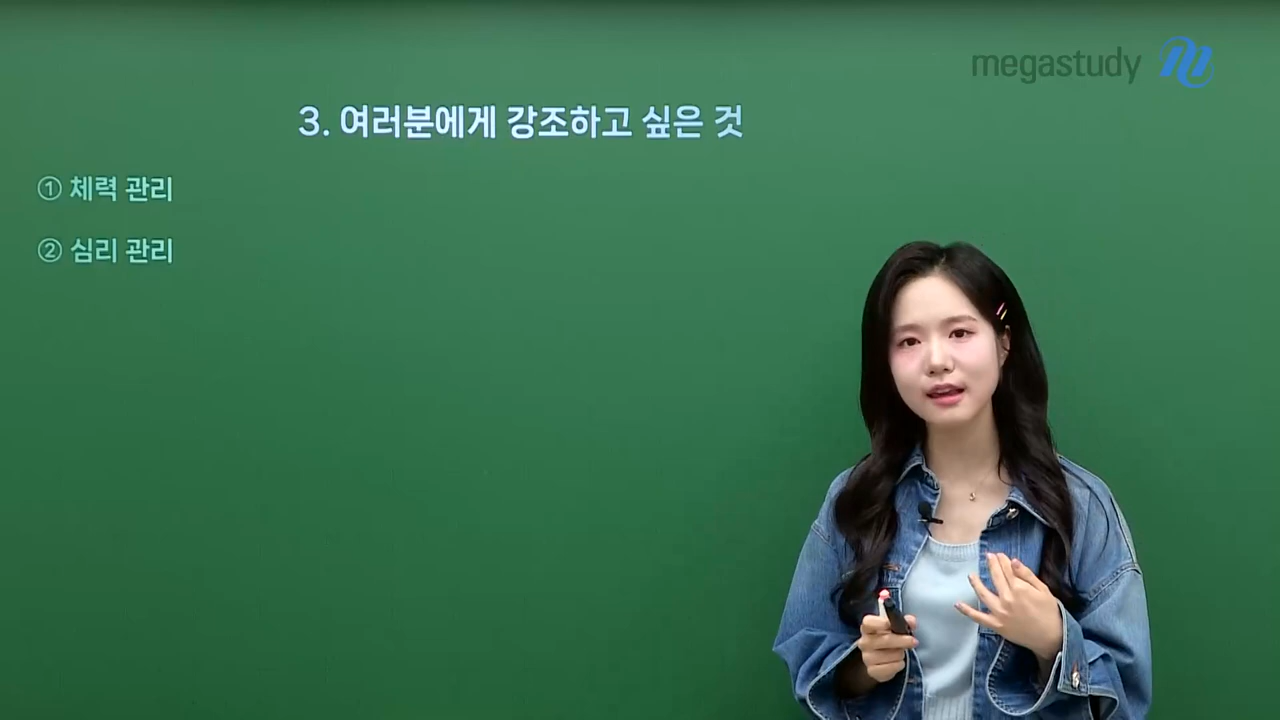 megastudy
3. 여러분에게 강조하고 싶은 것
① 체력 관리
② 심리 관리